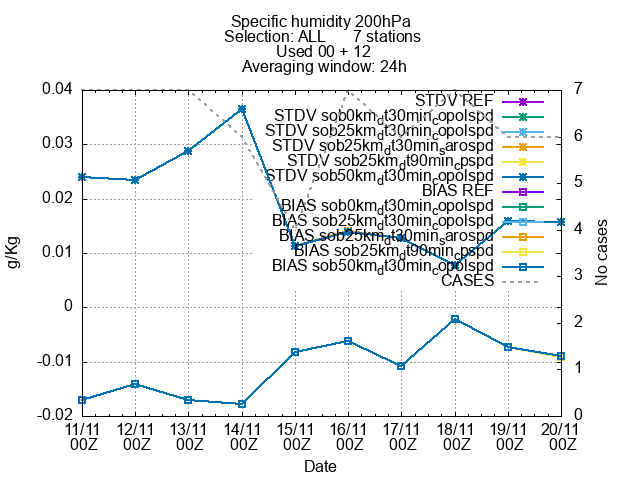 Specific humidity 200hPa
Selection: ALL 7 stations
Used 00 + 12
Averaging window: 24h
0.04
0.03
0.02
0.01
0
-0.01
-0.02
g/Kg
7
6
5
4
3
2
1
0
No cases
STDV REF
STDV sob0km_dt30min_copolspd
STDV sob25km_dt30min_copolspd
STDV sob25km_dt30min_sarospd
STDV sob25km_dt90min_cpspd
STDV sob50km_dt30min_copolspd
BIAS REF
BIAS sob0km_dt30min_copolspd
BIAS sob25km_dt30min_copolspd
BIAS sob25km_dt30min_sarospd
BIAS sob25km_dt90min_cpspd
BIAS sob50km_dt30min_copolspd
CASES
11/11 12/11 13/11 14/11 15/11 16/11 17/11 18/11 19/11 20/11
00Z 00Z 00Z 00Z 00Z 00Z 00Z 00Z 00Z 00Z
Date